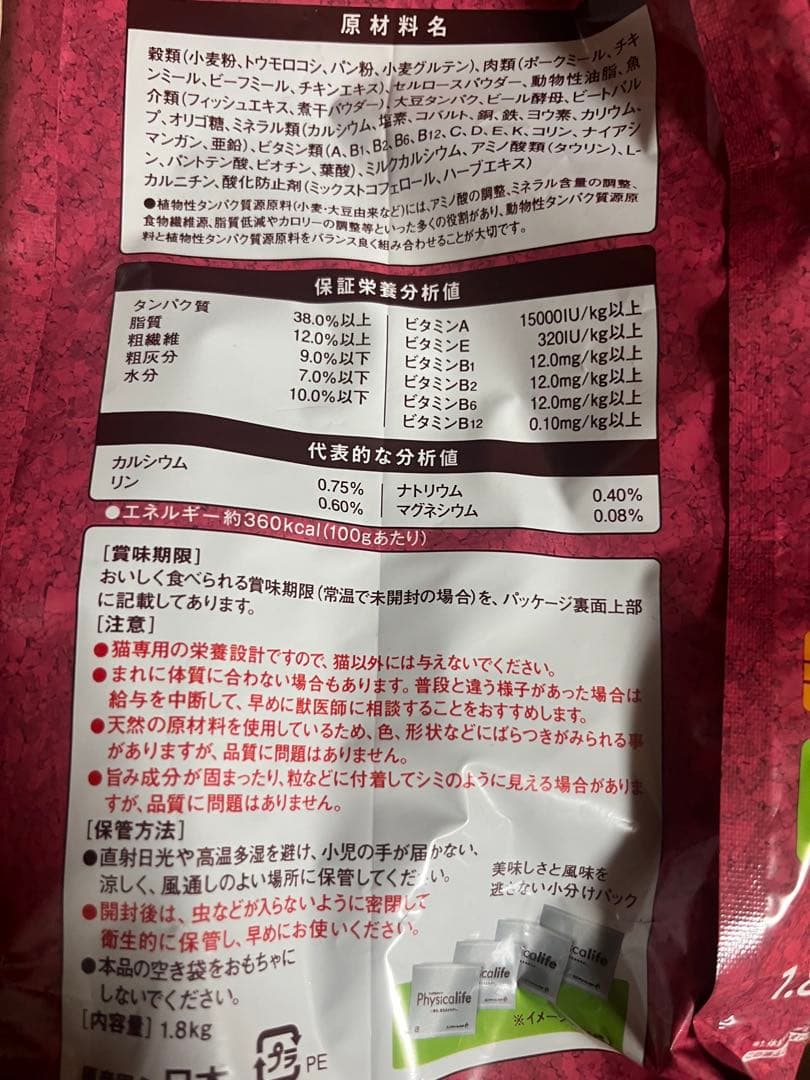 原材料名
穀類(小麦粉、トウモロコシ、パン粉、小麦グルテン)、肉類(ポークミール、チキ
ンミール、ビーフミール、チキンエキス)、セルロースパウダー、動物性油脂、魚
介類(フィッシュエキス、煮干パウダー)、大豆タンパク、ビール酵母、ビートパル
プ、オリゴ糖、ミネラル類(カルシウム、塩素、コバルト、銅、鉄、ヨウ素、カリウム、
マンガン、亜鉛)、ビタミン類(A、B1、B2、B6、B12、C、D、E、K、コリン、ナイアシ
ン、パントテン酸、ビオチン、葉酸)、ミルクカルシウム、アミノ酸類(タウリン)、L-
カルニチン、酸化防止剤(ミックストコフェロール、ハーブエキス)
●植物性タンパク質源原料(小麦・大豆由来など)には、アミノ酸の調整、ミネラル含量の調整、
食物繊維源、脂質低減やカロリーの調整等といった多くの役割があり、動物性タンパク質源原
料と植物性タンパク質源原料をバランス良く組み合わせることが大切です。
保証栄養分析値
タンパク質 38.0%以上
脂質 12.0%以上
粗繊維 9.0%以下
粗灰分 7.0%以下
水分 10.0%以下
ビタミンA 15000IU/kg以上
ビタミンE 320IU/kg以上
ビタミンB1 12.0mg/kg以上
ビタミンB2 12.0mg/kg以上
ビタミンB6 12.0mg/kg以上
ビタミンB12 0.10mg/kg以上
代表的な分析値
カルシウム 0.75%
リン 0.60%
ナトリウム 0.40%
マグネシウム 0.08%
●エネルギー約360kcal(100gあたり)
[賞味期限]
おいしく食べられる賞味期限(常温で未開封の場合)を、パッケージ裏面上部
に記載してあります。
[注意]
●猫専用の栄養設計ですので、猫以外には与えないでください。
●まれに体質に合わない場合もあります。普段と違う様子があった場合は
給与を中断して、早めに獣医師に相談することをおすすめします。
●天然の原材料を使用しているため、色、形状などにばらつきがみられる事
がありますが、品質に問題はありません。
●旨み成分が固まったり、粒などに付着してシミのように見える場合がありま
すが、品質に問題はありません。
[保管方法]
●直射日光や高温多湿を避け、小児の手が届かない、
涼しく、風通しのよい場所に保管してください。
●開封後は、虫などが入らないように密閉して
衛生的に保管し、早めにお使いください。
●本品の空き袋をおもちゃに
しないでください。
[内容量] 1.8kg
美味しさと風味を
逃さない小分けパック
Physicalife
icalife
icalife
icalife
※イメージ
プラ PE
日本